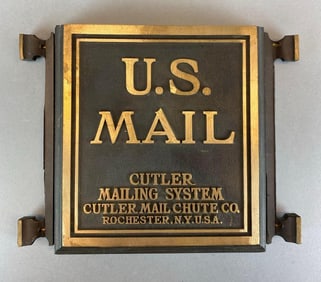 U.S.
MAIL
CUTLER
MAILING SYSTEM
CUTLER MAIL CHUTE CO.
ROCHESTER, N.Y. U.S.A.